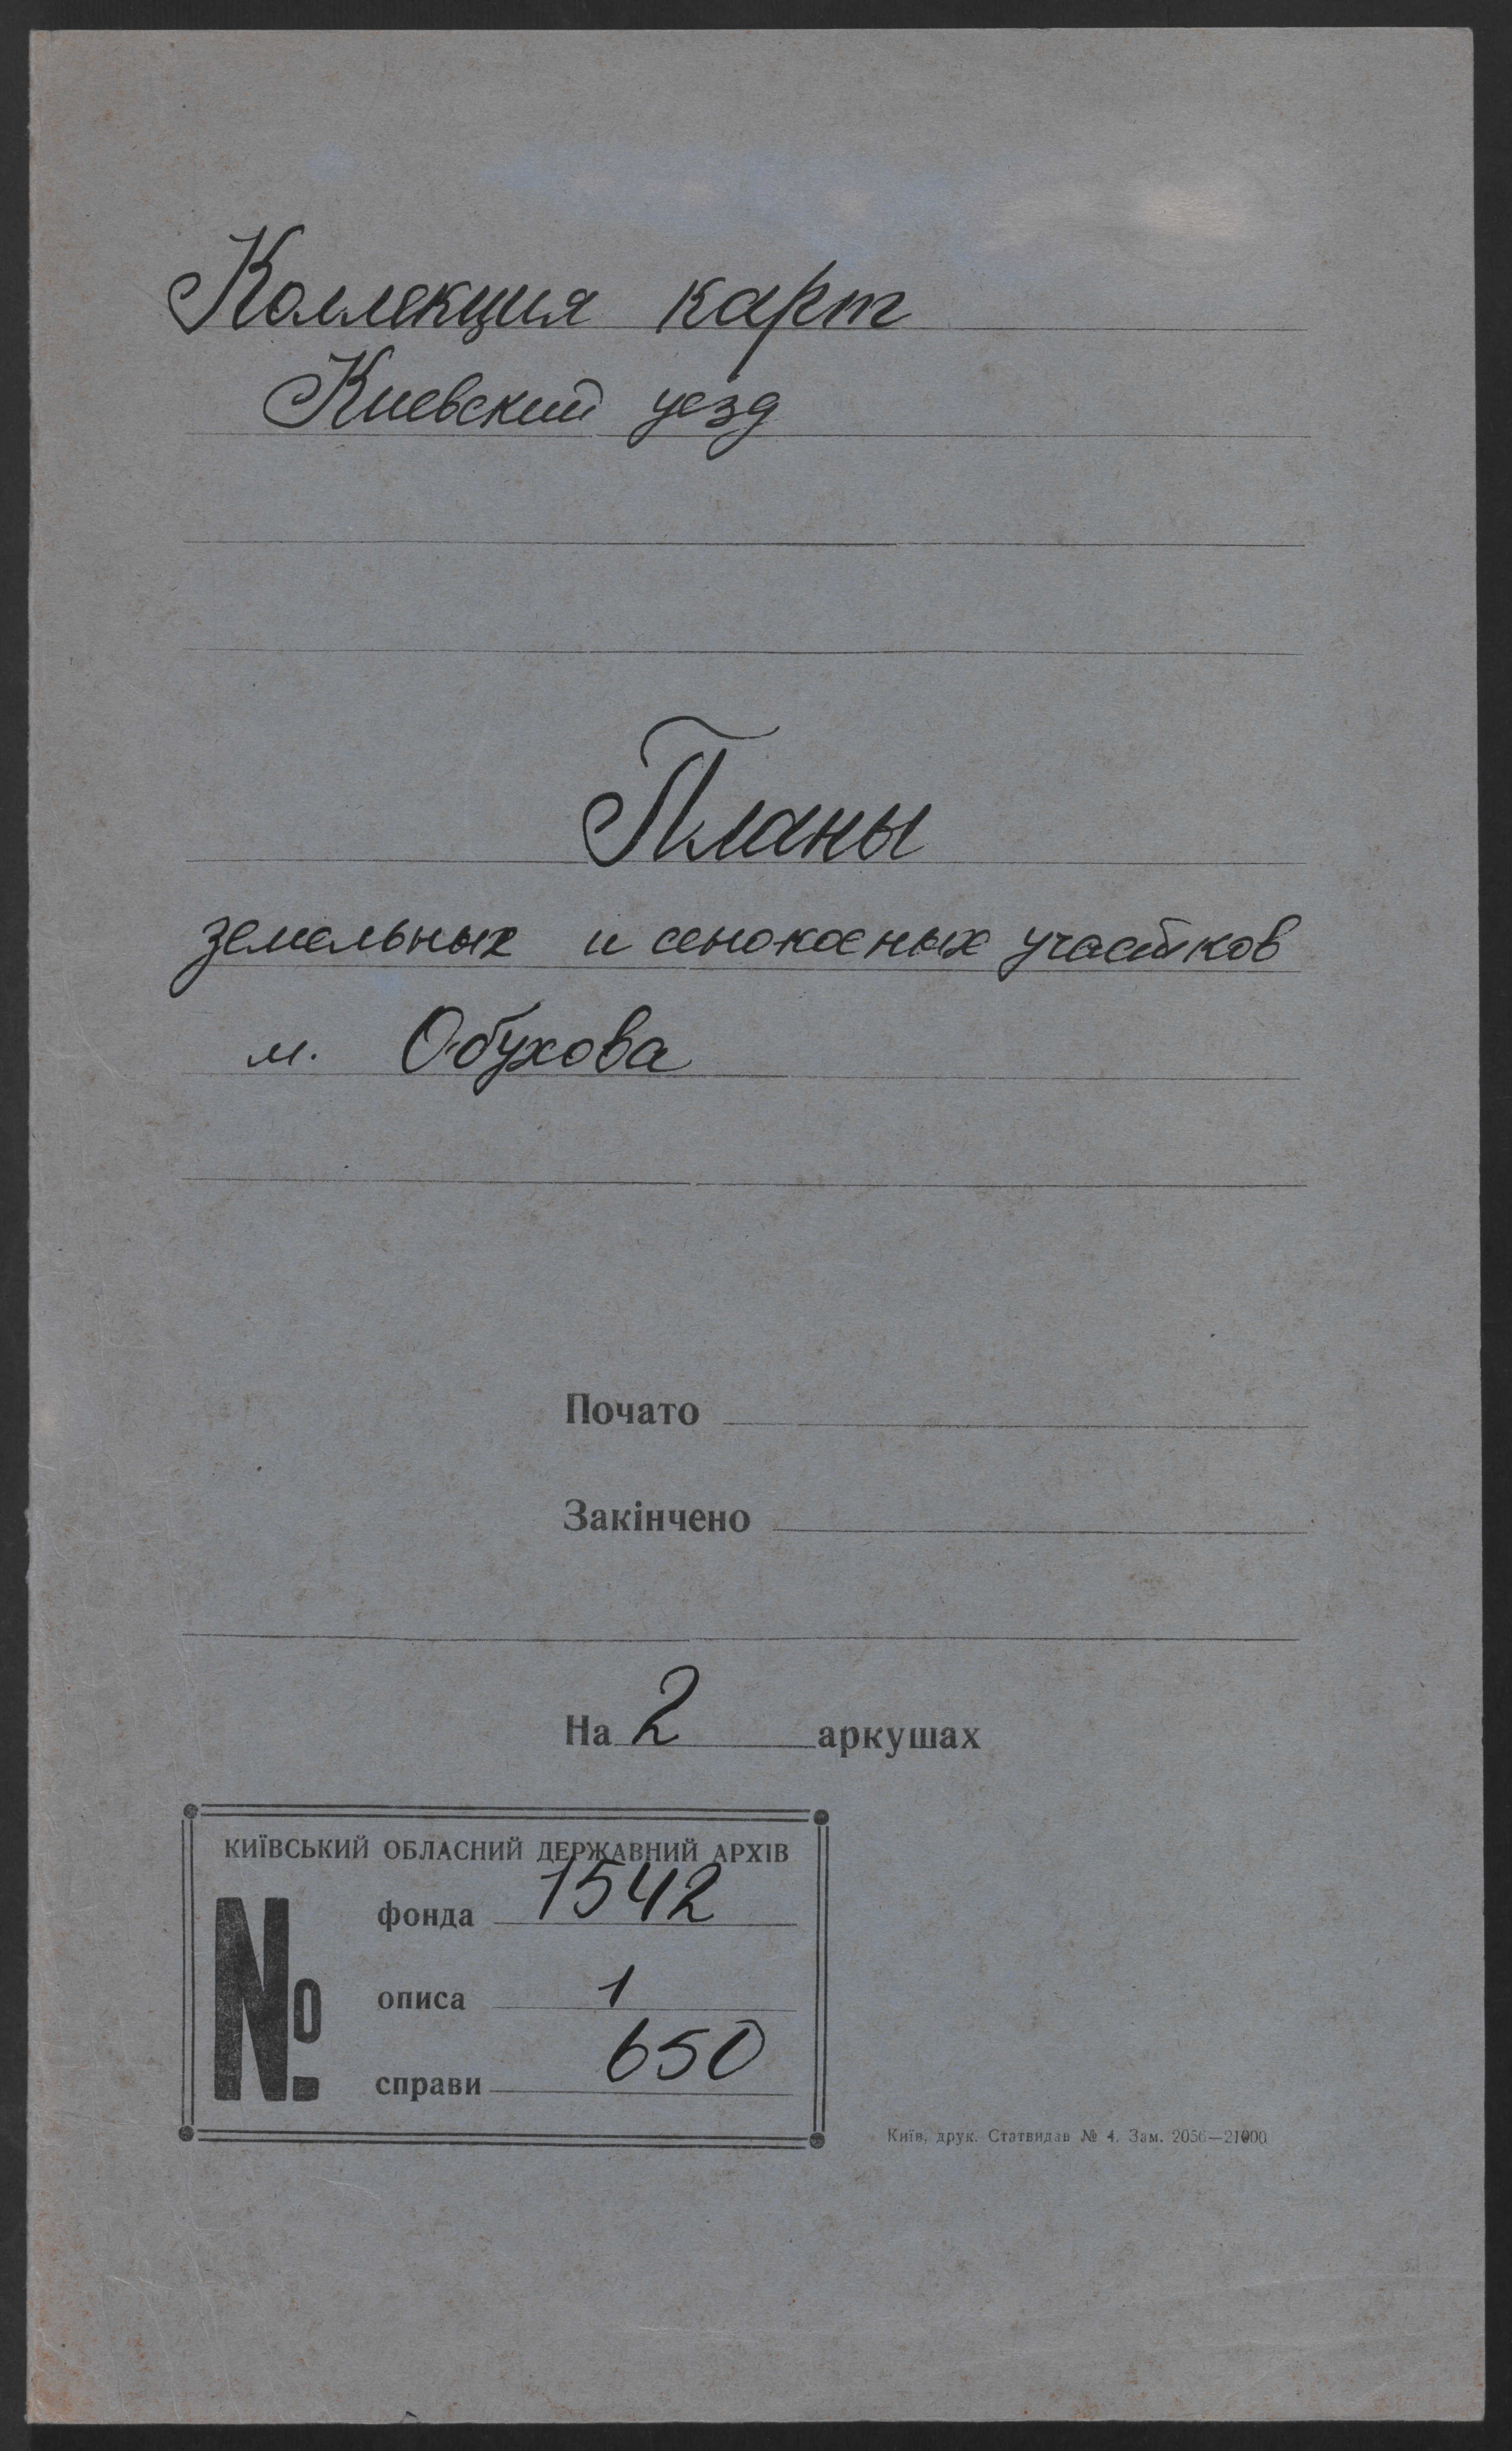 Коллекция карт
Киевский уезд
Планы
земельных и сенокосных участков
м. Обухова
Почато
Закінчено
На 2 аркушах
КИЇВСЬКИЙ ОБЛАСНИЙ ДЕРЖАВНИЙ АРХІВ
№
фонда 1542
описа 1
справи 650
Київ, друк. Статвидав № 4. Зам. 2056—21000